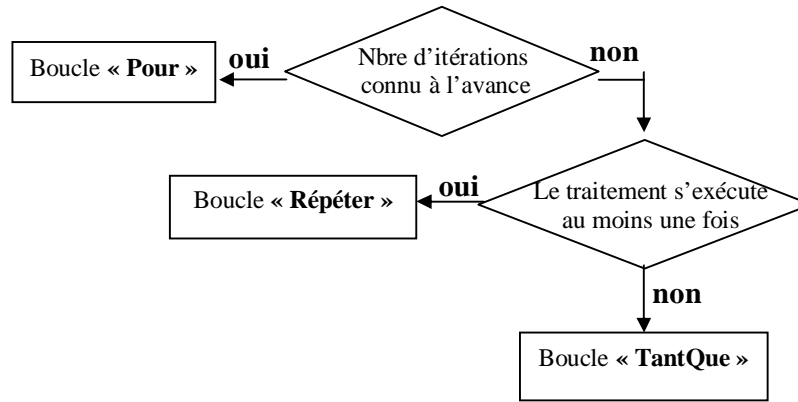 Nbre d'itérations
connu à l'avance
oui
non
Boucle « Pour »
Le traitement s'exécute
au moins une fois
oui
Boucle « Répéter »
non
Boucle « TantQue »